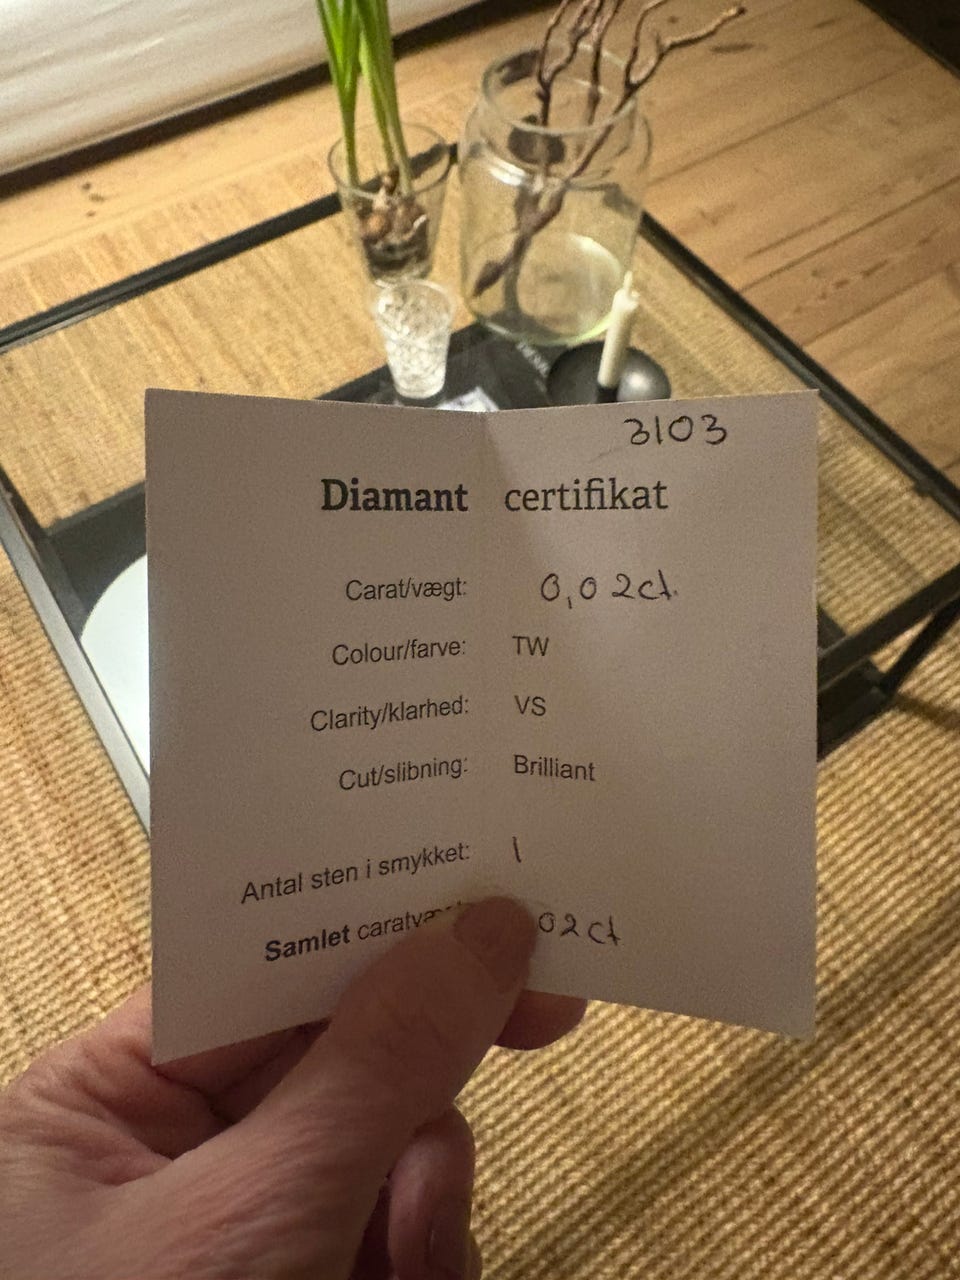 3103
Diamant certifikat
Carat/vægt: 0,02ct.
Colour/farve: TW
Clarity/klarhed: VS
Cut/slibning: Brilliant
Antal sten i smykket: 1
Samlet 02ct